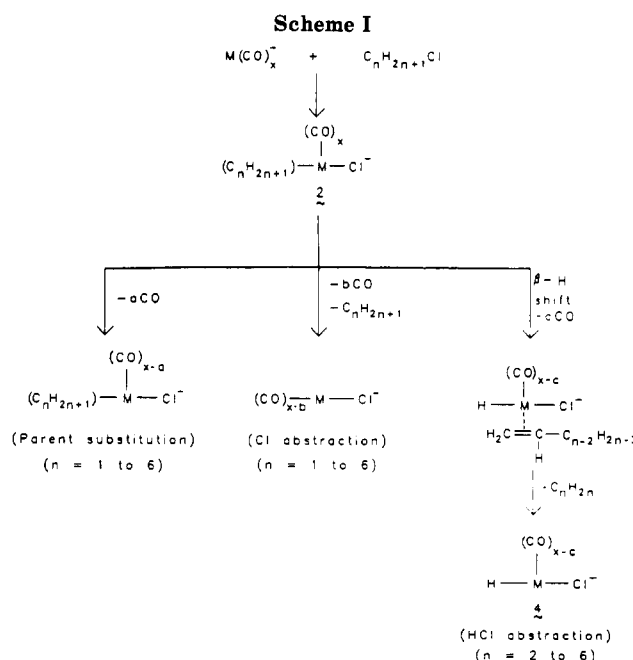 Scheme I
M(CO)x⁻ + CnH2n+1Cl
(CO)x
(CnH2n+1)—M—Cl⁻
2
-aCO
-bCO
-CnH2n+1
β-H
shift
-cCO
(CO)x-a
(CnH2n+1)—M—Cl⁻
(Parent substitution)
(n = 1 to 6)
(CO)x-b—M—Cl⁻
(Cl abstraction)
(n = 1 to 6)
(CO)x-c
H—M—Cl⁻
H2C=C—Cn-2H2n-3
H
-CnH2n
(CO)x-c
H—M—Cl⁻
4
(HCl abstraction)
(n = 2 to 6)